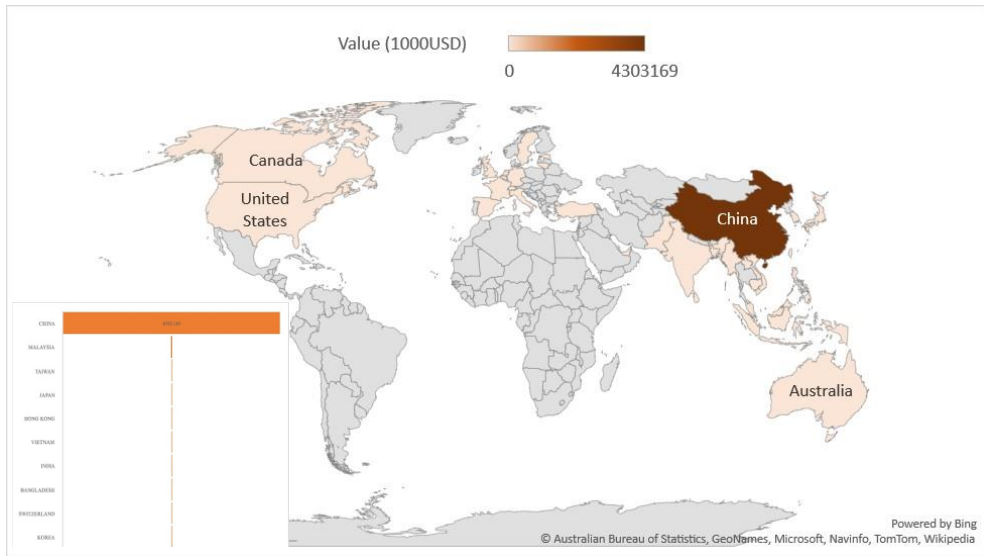 Value (1000USD)
0 4303169
Canada
United
States
China
Australia
CHINA
MALAYSIA
TAIWAN
JAPAN
HONG KONG
VIETNAM
INDIA
BANGLADESH
SWITZERLAND
KOREA
Powered by Bing
© Australian Bureau of Statistics, GeoNames, Microsoft, Navinfo, TomTom, Wikipedia